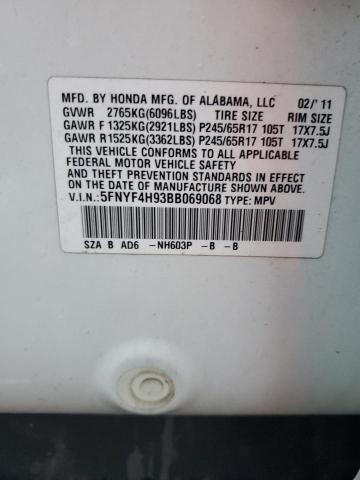 MFD. BY HONDA MFG. OF ALABAMA, LLC 02/'11
GVWR 2765KG(6096LBS) TIRE SIZE RIM SIZE
GAWR F 1325KG(2921LBS) P245/65R17 105T 17X7.5J
GAWR R 1525KG(3362LBS) P245/65R17 105T 17X7.5J
THIS VEHICLE CONFORMS TO ALL APPLICABLE
FEDERAL MOTOR VEHICLE SAFETY
AND THEFT PREVENTION STANDARDS IN EFFECT ON
THE DATE OF MANUFACTURE SHOWN ABOVE.
V.I.N.:5FNYF4H93BB069068 TYPE: MPV
SZA B AD6 -NH603P -B -B